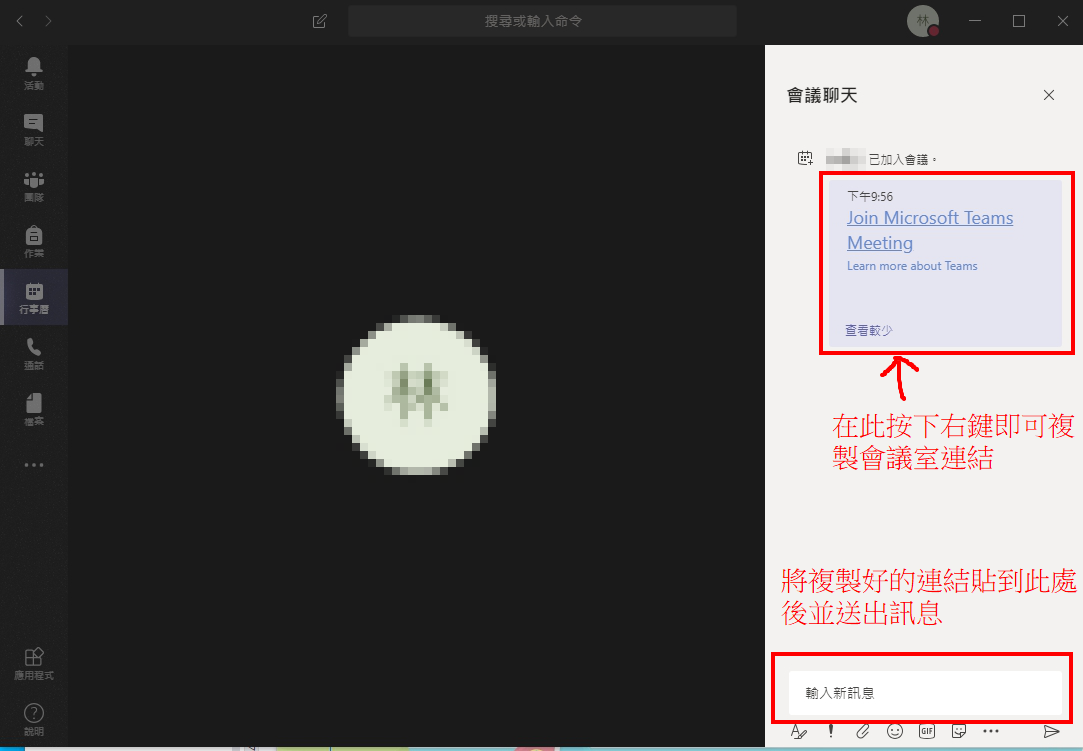 搜尋或輸入命令
林
活動
聊天
團隊
作業
行事曆
通話
檔案
應用程式
說明
林
會議聊天
已加入會議。
下午9:56
Join Microsoft Teams
Meeting
Learn more about Teams
查看較少
在此按下右鍵即可複
製會議室連結
將複製好的連結貼到此處
後並送出訊息
輸入新訊息
GIF